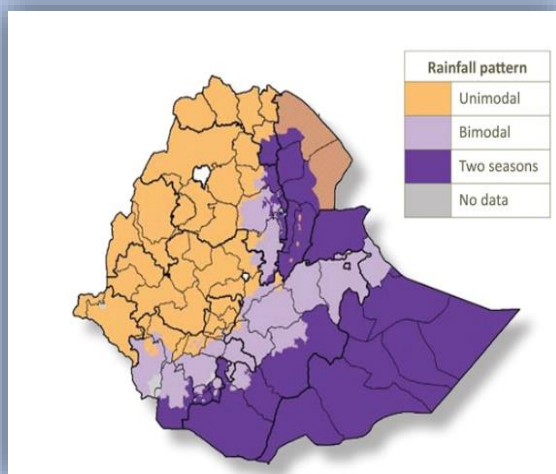 Rainfall pattern
Unimodal
Bimodal
Two seasons
No data